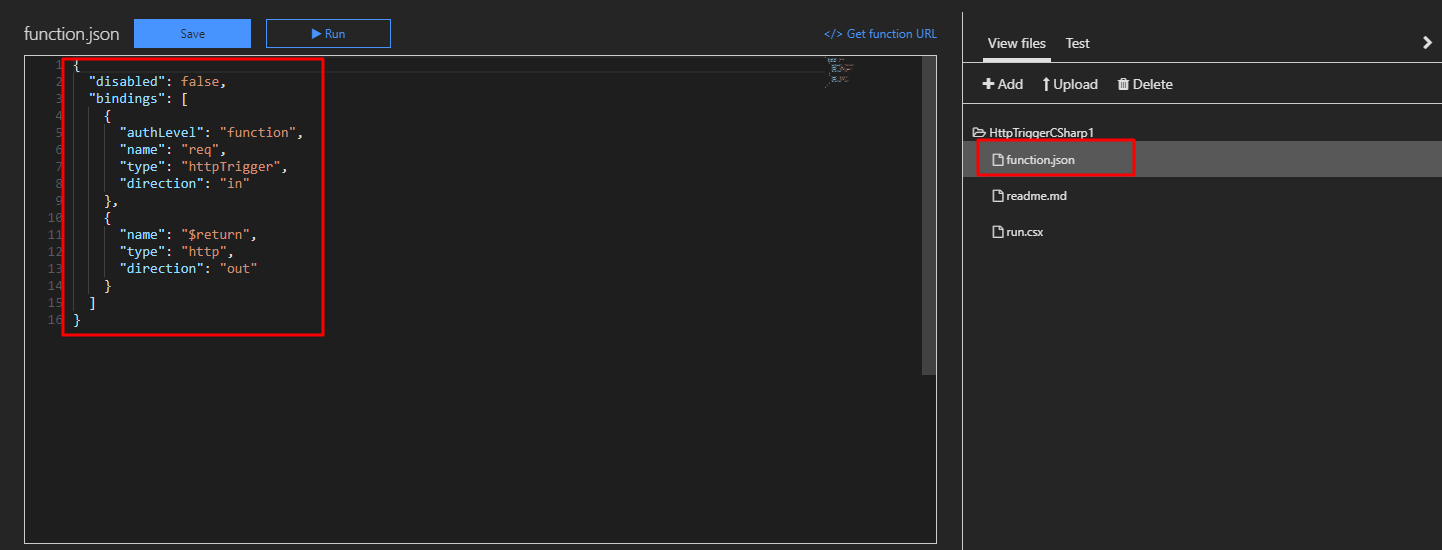 function.json
Save
Run
</> Get function URL
1 {
2 "disabled": false,
3 "bindings": [
4 {
5 "authLevel": "function",
6 "name": "req",
7 "type": "httpTrigger",
8 "direction": "in"
9 },
10 {
11 "name": "$return",
12 "type": "http",
13 "direction": "out"
14 }
15 ]
16 }
View files
Test
Add
Upload
Delete
HttpTriggerCSharp1
function.json
readme.md
run.csx